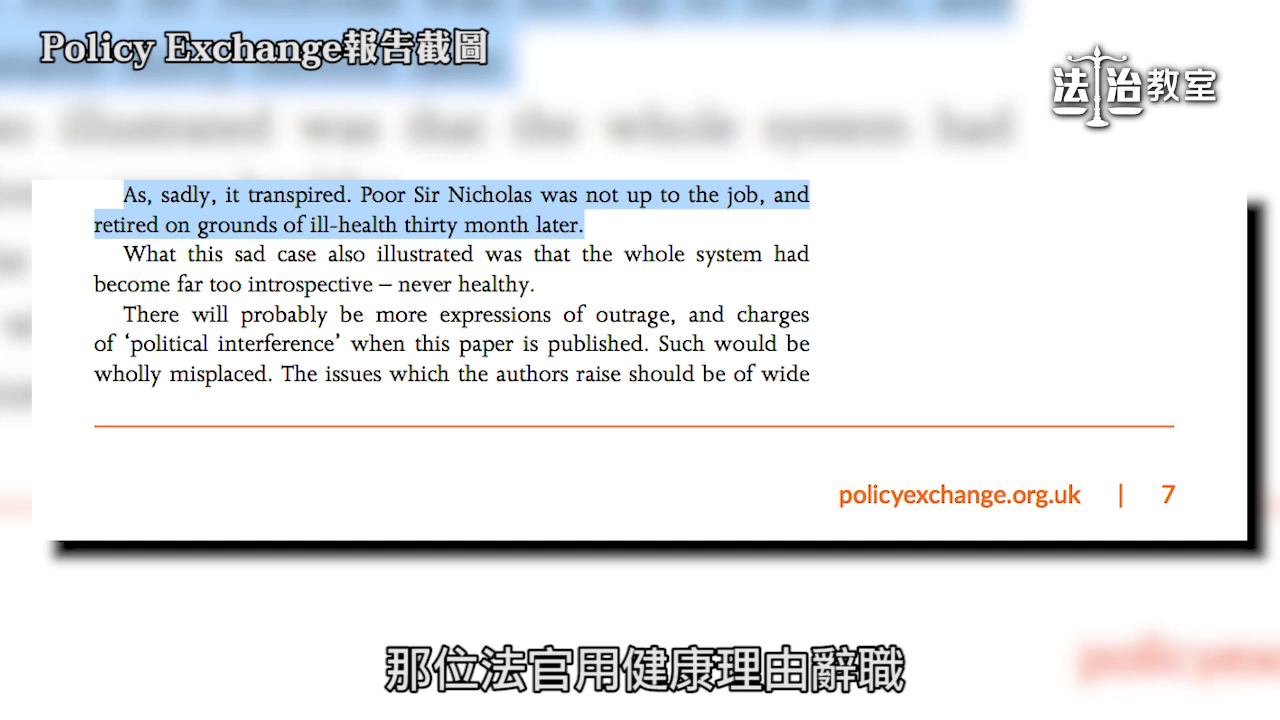 Policy Exchange報告截圖
法治教室
As, sadly, it transpired. Poor Sir Nicholas was not up to the job, and
retired on grounds of ill-health thirty month later.
What this sad case also illustrated was that the whole system had
become far too introspective – never healthy.
There will probably be more expressions of outrage, and charges
of ‘political interference’ when this paper is published. Such would be
wholly misplaced. The issues which the authors raise should be of wide
policyexchange.org.uk | 7
那位法官用健康理由辭職